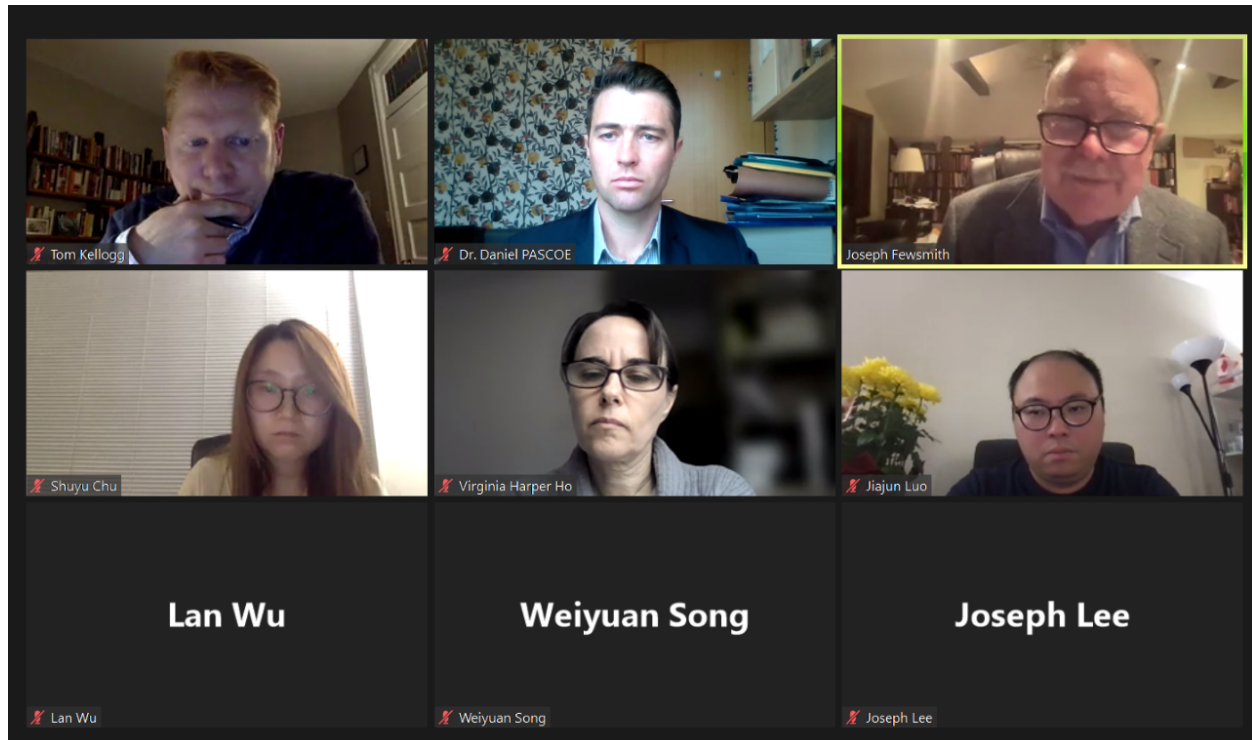 Tom Kellogg
Dr. Daniel PASCOE
Joseph Fewsmith
Shuyu Chu
Virginia Harper Ho
Jiajun Luo
Lan Wu
Weiyuan Song
Joseph Lee
Lan Wu
Weiyuan Song
Joseph Lee